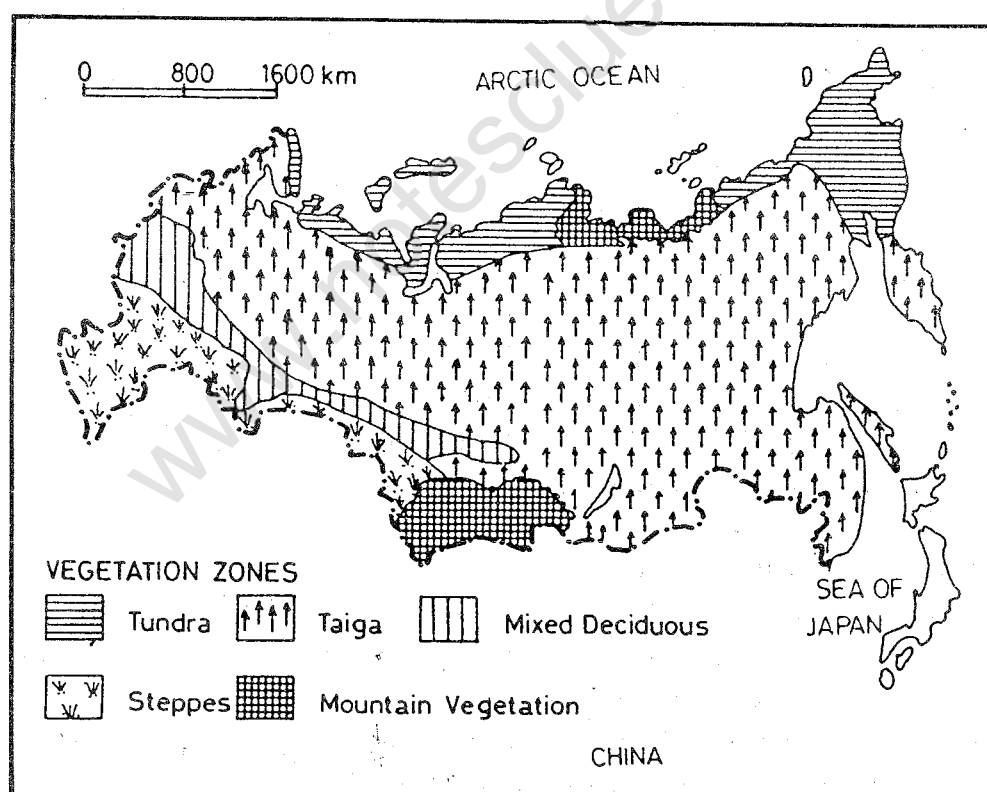 0 800 1600 km
ARCTIC OCEAN
SEA OF
JAPAN
VEGETATION ZONES
Tundra Taiga Mixed Deciduous
Steppes Mountain Vegetation
CHINA